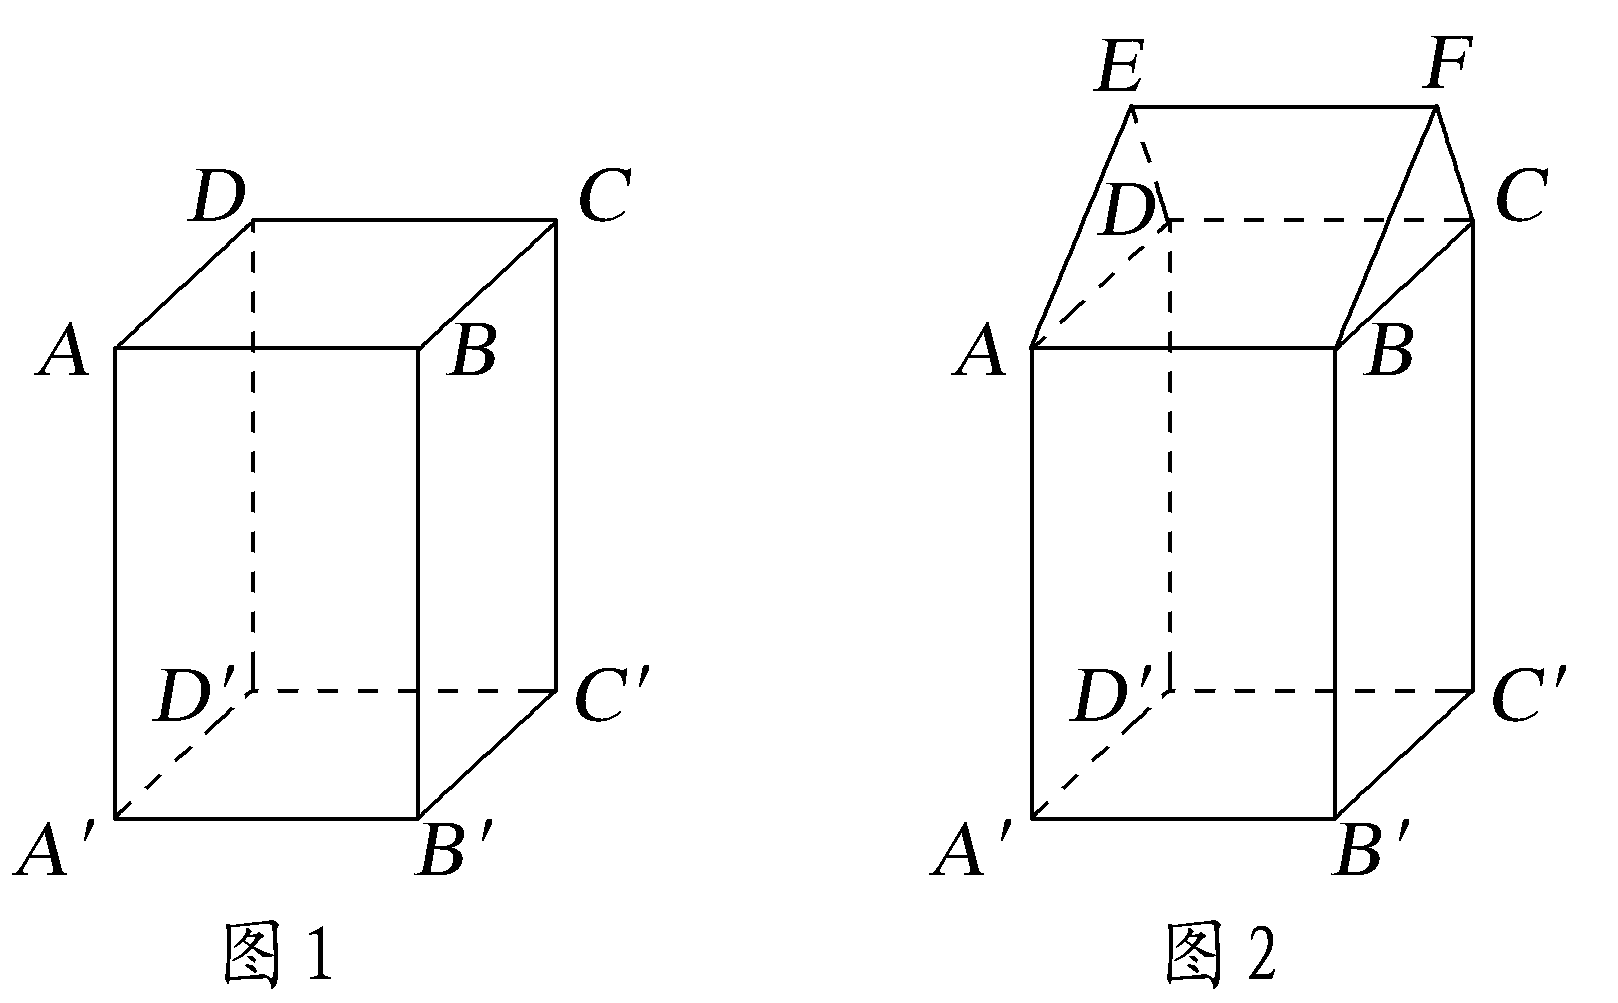 E F
D C D C
A B A B
D′ C′ D′ C′
A′ B′ A′ B′
图1 图2